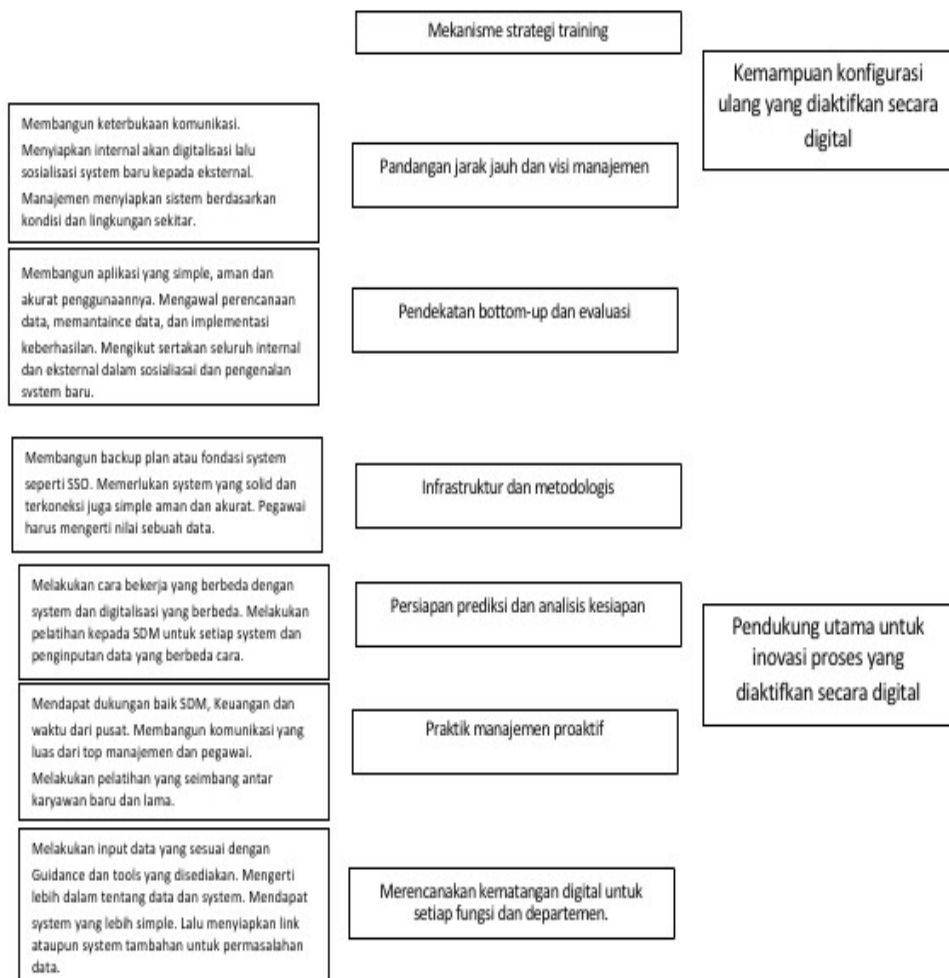 Mekanisme strategi training
Kemampuan konfigurasi
ulang yang diaktifkan secara
digital
Membangun keterbukaan komunikasi.
Menyiapkan internal akan digitalisasi lalu
sosialisasi system baru kepada eksternal.
Manajemen menyiapkan sistem berdasarkan
kondisi dan lingkungan sekitar.
Pandangan jarak jauh dan visi manajemen
Membangun aplikasi yang simple, aman dan
akurat penggunaannya. Mengawal perencanaan
data, memantaince data, dan implementasi
keberhasilan. Mengikut sertakan seluruh internal
dan eksternal dalam sosialiasai dan pengenalan
system baru.
Pendekatan bottom-up dan evaluasi
Membangun backup plan atau fondasi system
seperti SSO. Memerlukan system yang solid dan
terkoneksi juga simple aman dan akurat. Pegawai
harus mengerti nilai sebuah data.
Infrastruktur dan metodologis
Melakukan cara bekerja yang berbeda dengan
system dan digitalisasi yang berbeda. Melakukan
pelatihan kepada SDM untuk setiap system dan
penginputan data yang berbeda cara.
Persiapan prediksi dan analisis kesiapan
Pendukung utama untuk
inovasi proses yang
diaktifkan secara digital
Mendapat dukungan baik SDM, Keuangan dan
waktu dari pusat. Membangun komunikasi yang
luas dari top manajemen dan pegawai.
Melakukan pelatihan yang seimbang antar
karyawan baru dan lama.
Praktik manajemen proaktif
Melakukan input data yang sesuai dengan
Guidance dan tools yang disediakan. Mengerti
lebih dalam tentang data dan system. Mendapat
system yang lebih simple. Lalu menyiapkan link
ataupun system tambahan untuk permasalahan
data.
Merencanakan kematangan digital untuk
setiap fungsi dan departemen.